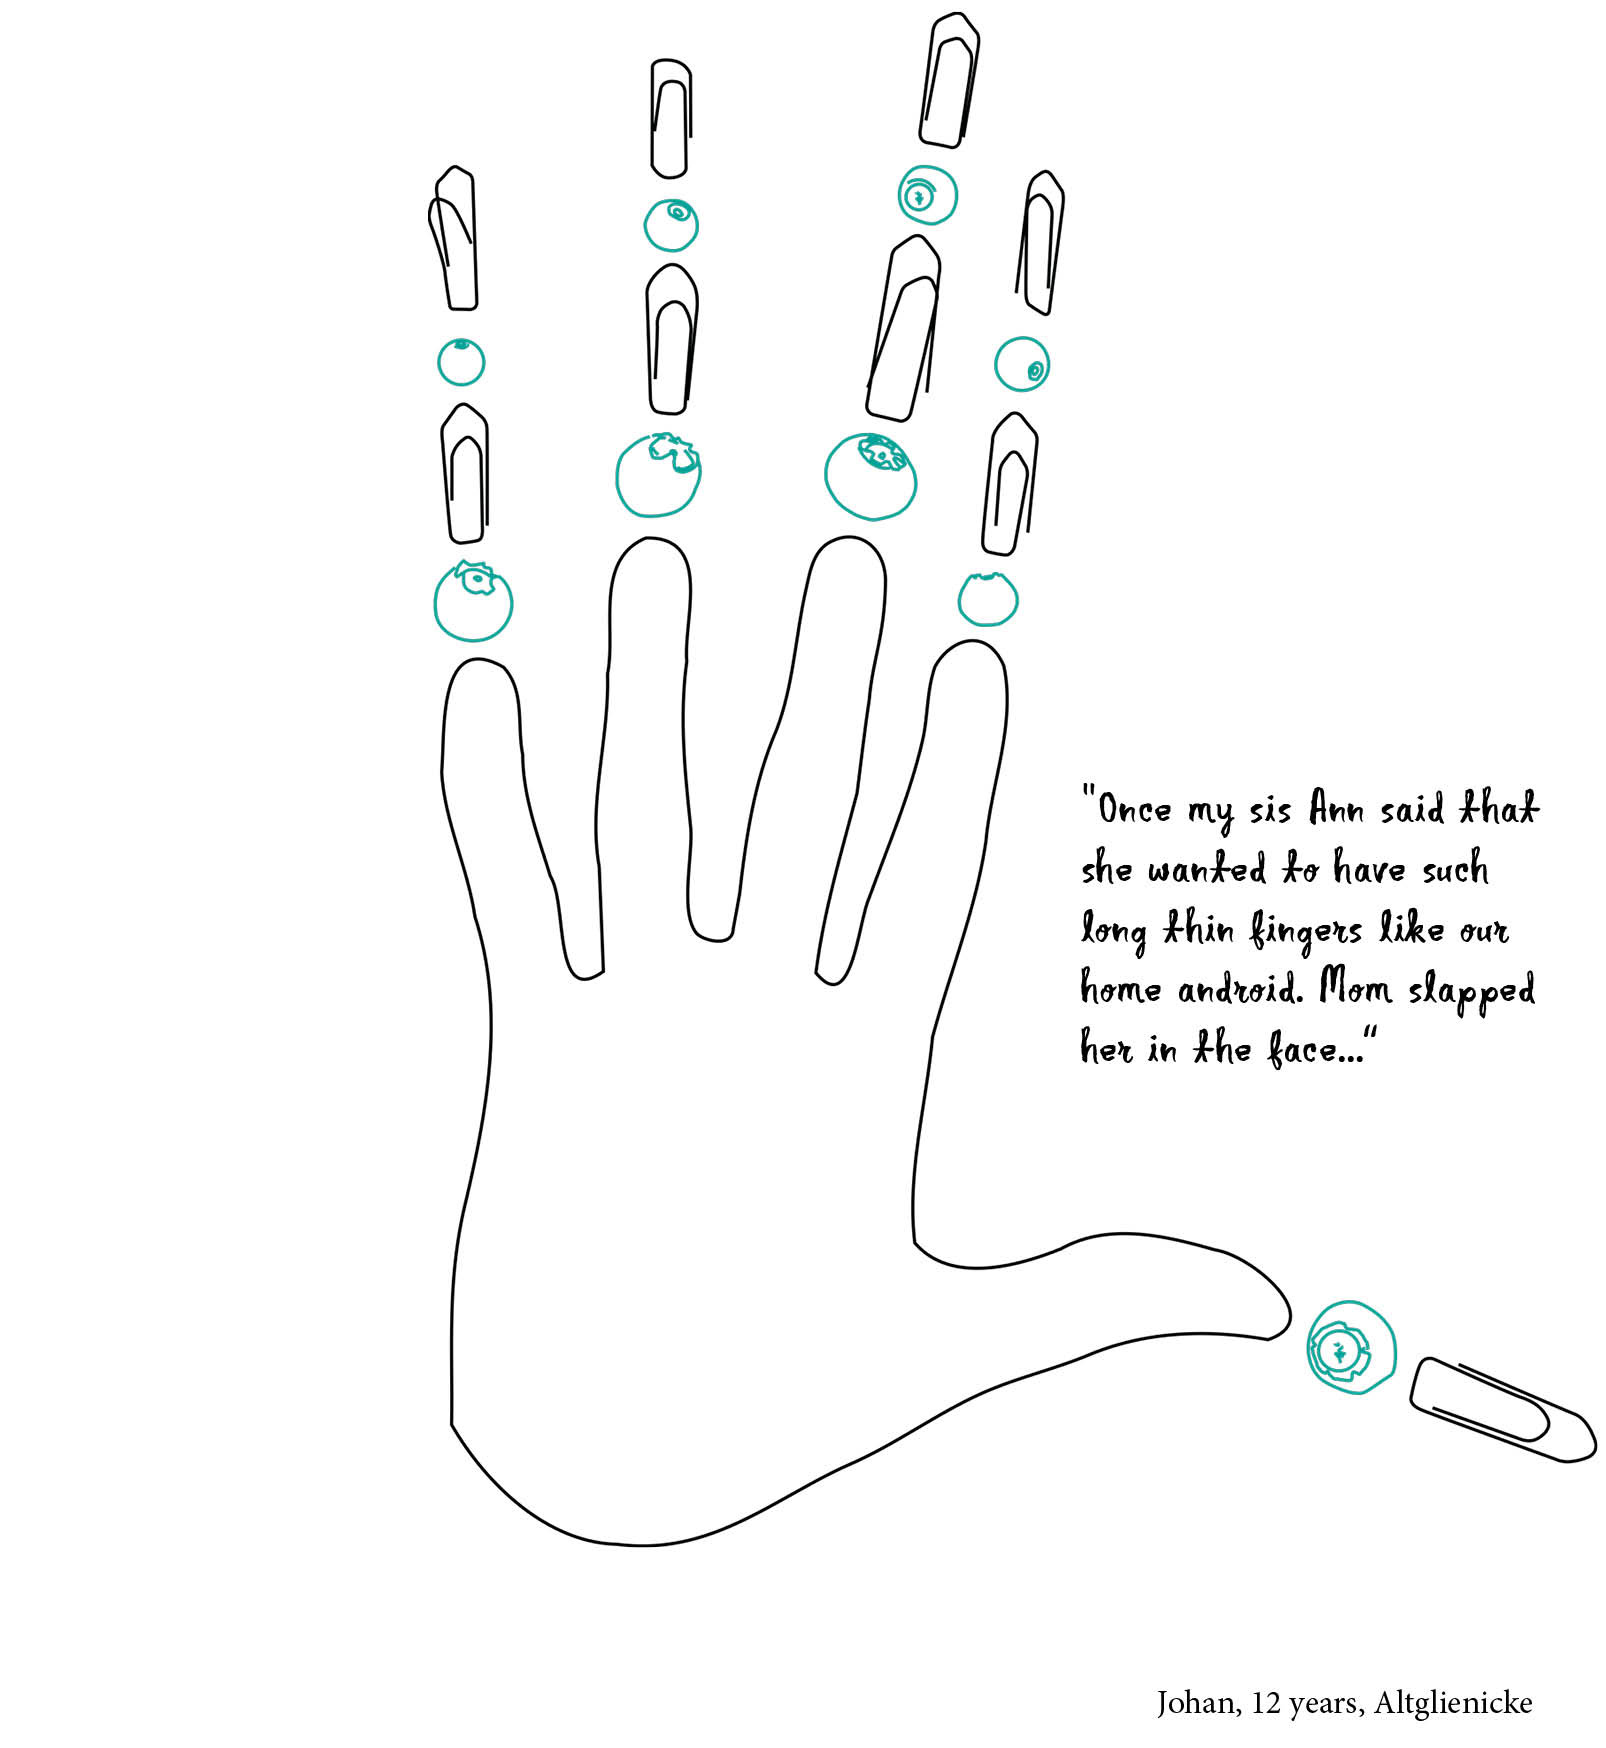 "Once my sis Ann said that
she wanted to have such
long thin fingers like our
home android. Mom slapped
her in the face..."
Johan, 12 years, Altglienicke